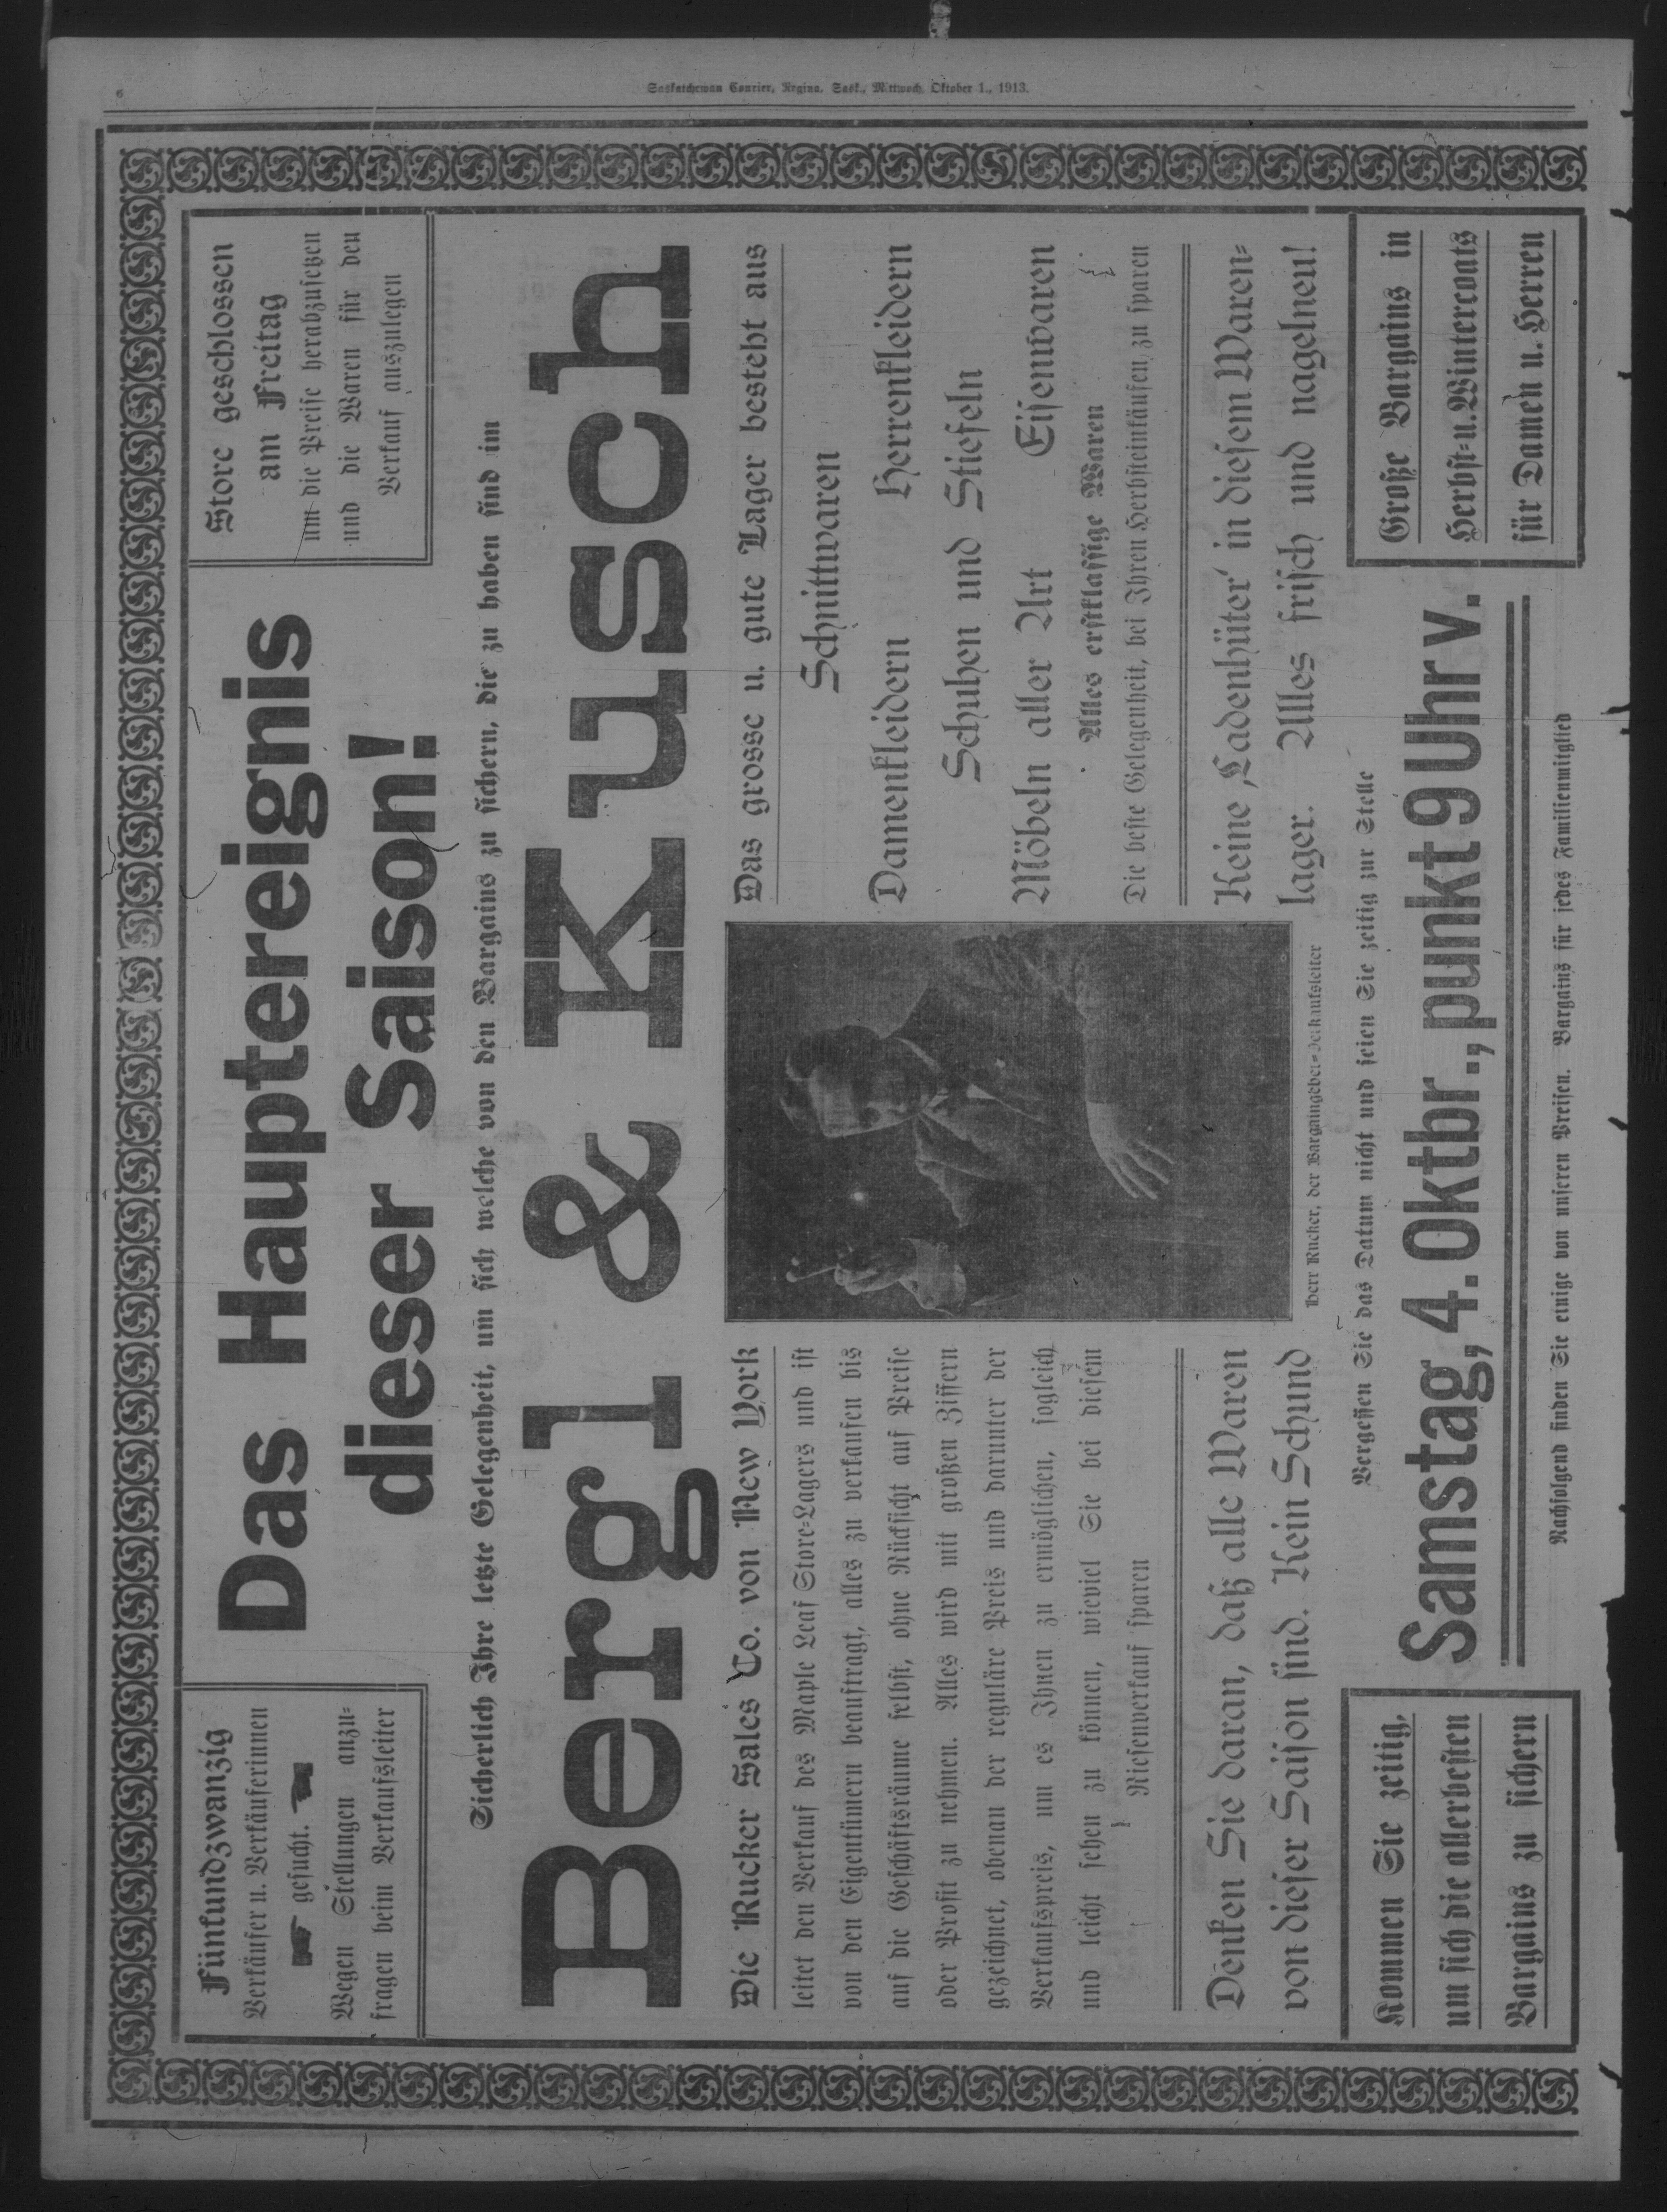 6
Saskatchewan Courier, Regina, Sask., Mittwoch, Oktober 1., 1913.
Fünfundzwanzig
Verkäufer u. Verkäuferinnen
gesucht.
Wegen Stellungen anzu-
fragen beim Verkaufsleiter
Das Hauptereignis
dieser Saison!
Store geschlossen
am Freitag
um die Preise herabzusetzen
und die Waren für den
Verkauf auszulegen
Sicherlich Ihre letzte Gelegenheit, um sich welche von den Bargains zu sichern, die zu haben sind im
Bergl & Kusch
Die Rucker Sales Co. von New York
leitet den Verkauf des Maple Leaf Store-Lagers und ist
von den Eigentümern beauftragt, alles zu verkaufen bis
auf die Geschäftsräume selbst, ohne Rücksicht auf Preise
oder Profit zu nehmen. Alles wird mit großen Ziffern
gezeichnet, obenan der reguläre Preis und darunter der
Verkaufspreis, um es Ihnen zu ermöglichen, sogleich
und leicht sehen zu können, wieviel Sie bei diesem
Riesenverkauf sparen
Denken Sie daran, daß alle Waren
von dieser Saison sind. Kein Schund
Herr Rucker, der Bargaingeber-Verkaufsleiter
Das grosse u. gute Lager besteht aus
Schnittwaren
Damenkleidern Herrenkleidern
Schuhen und Stiefeln
Möbeln aller Art Eisenwaren
Alles erstklassige Waren
Die beste Gelegenheit, bei Ihren Herbsteinkäufen zu sparen
Keine ‚Ladenhüter' in diesem Waren-
lager. Alles frisch und nagelneu!
Kommen Sie zeitig,
um sich die allerbesten
Bargains zu sichern
Vergessen Sie das Datum nicht und seien Sie zeitig zur Stelle
Samstag, 4. Oktbr., punkt 9 Uhr v.
Nachfolgend finden Sie einige von unseren Preisen. Bargains für jedes Familienmitglied
Große Bargains in
Herbst- u. Wintercoats
für Damen u. Herren